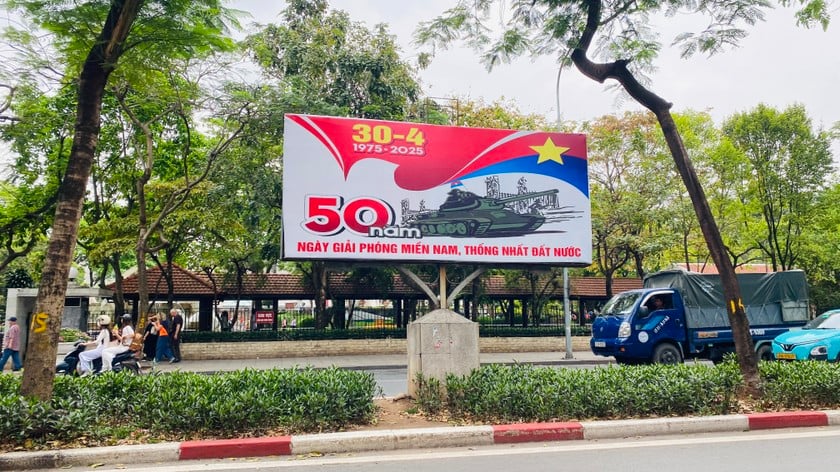 30-4
1975-2025
50
năm
NGÀY GIẢI PHÓNG MIỀN NAM, THỐNG NHẤT ĐẤT NƯỚC